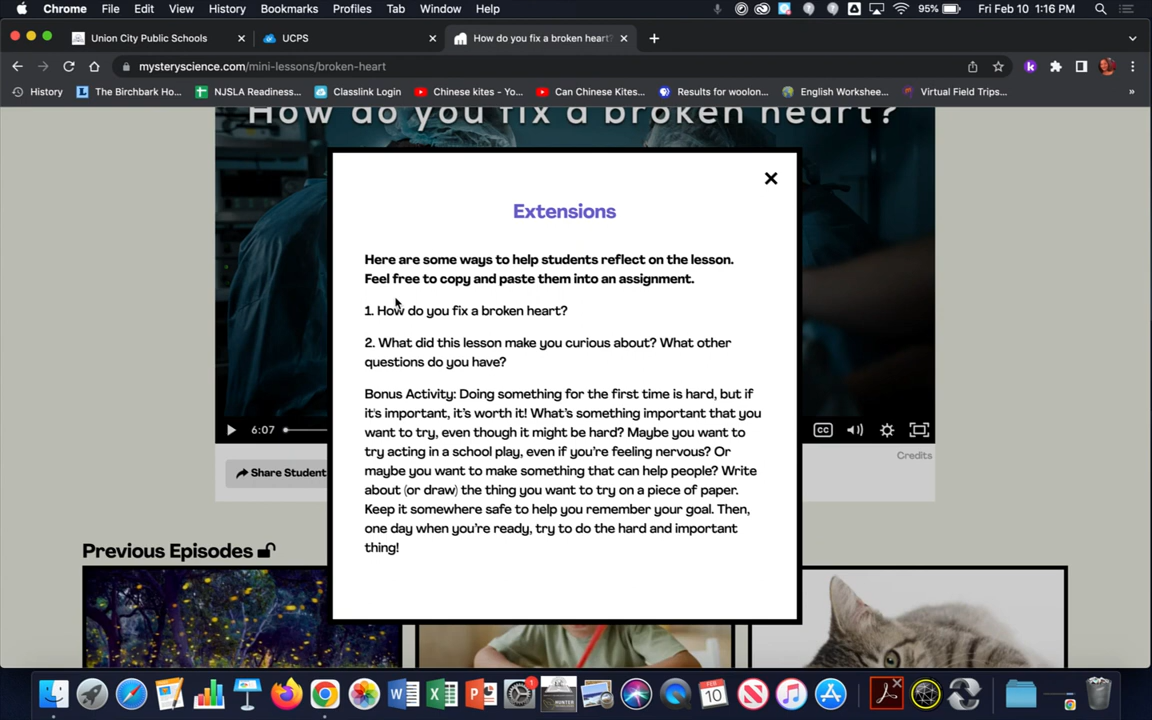 Chrome File Edit View History Bookmarks Profiles Tab Window Help 95% Fri Feb 10 1:16 PM
Union City Public Schools UCPS How do you fix a broken heart
mysteryscience.com/mini-lessons/broken-heart
History The Birchbark Ho... NJSLA Readiness... Classlink Login Chinese kites - Yo... Can Chinese Kites... Results for woolon... English Workshee... Virtual Field Trips... »
How do you fix a broken heart?
Extensions
Here are some ways to help students reflect on the lesson.
Feel free to copy and paste them into an assignment.
1. How do you fix a broken heart?
2. What did this lesson make you curious about? What other
questions do you have?
Bonus Activity: Doing something for the first time is hard, but if
it's important, it's worth it! What's something important that you
want to try, even though it might be hard? Maybe you want to
try acting in a school play, even if you're feeling nervous? Or
maybe you want to make something that can help people? Write
about (or draw) the thing you want to try on a piece of paper.
Keep it somewhere safe to help you remember your goal. Then,
one day when you're ready, try to do the hard and important
thing!
6:07 CC
Credits
Share Student
Previous Episodes